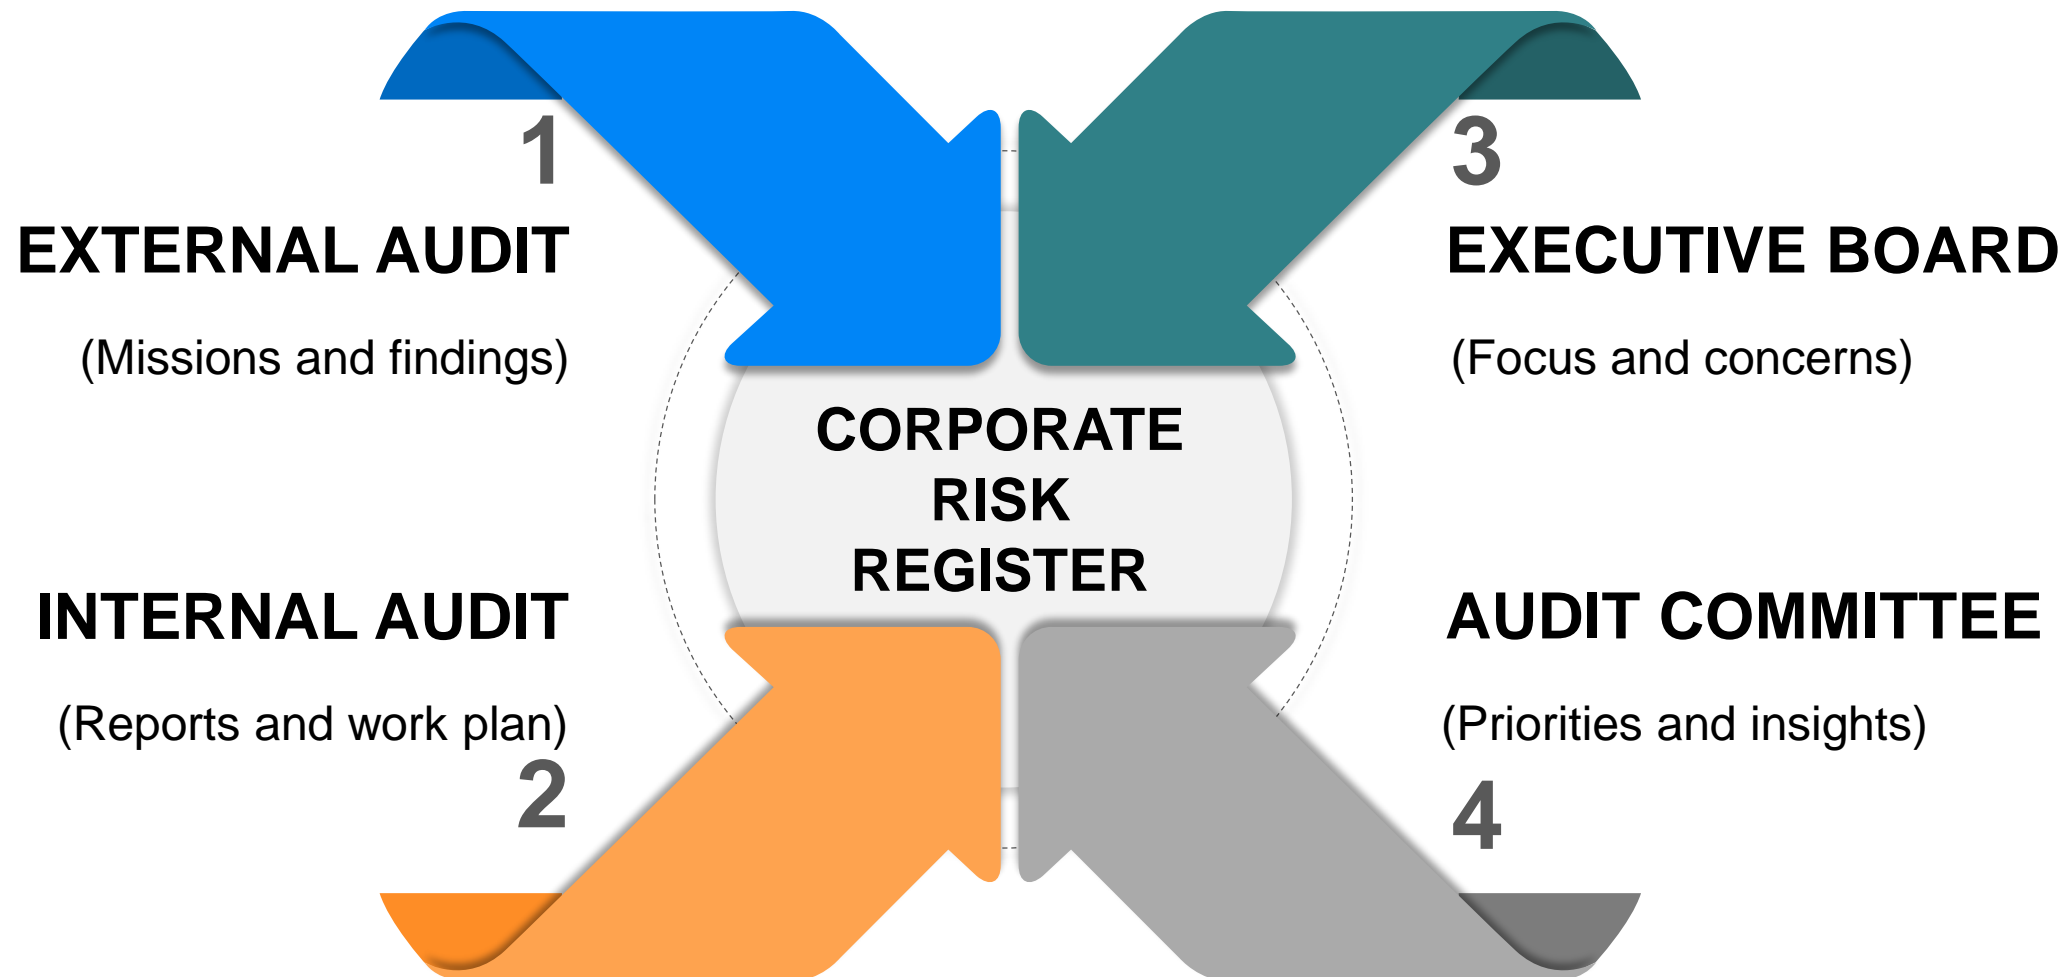 1
EXTERNAL AUDIT
(Missions and findings)
INTERNAL AUDIT
(Reports and work plan)
2
CORPORATE
RISK
REGISTER
3
EXECUTIVE BOARD
(Focus and concerns)
AUDIT COMMITTEE
(Priorities and insights)
4